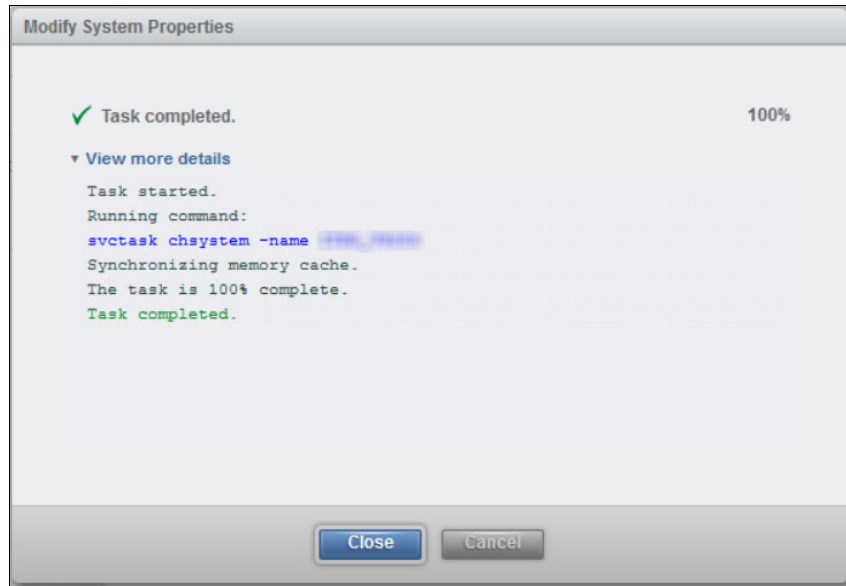 Modify System Properties
Task completed. 100%
View more details
Task started.
Running command:
svctask chsystem -name
Synchronizing memory cache.
The task is 100% complete.
Task completed.
Close Cancel